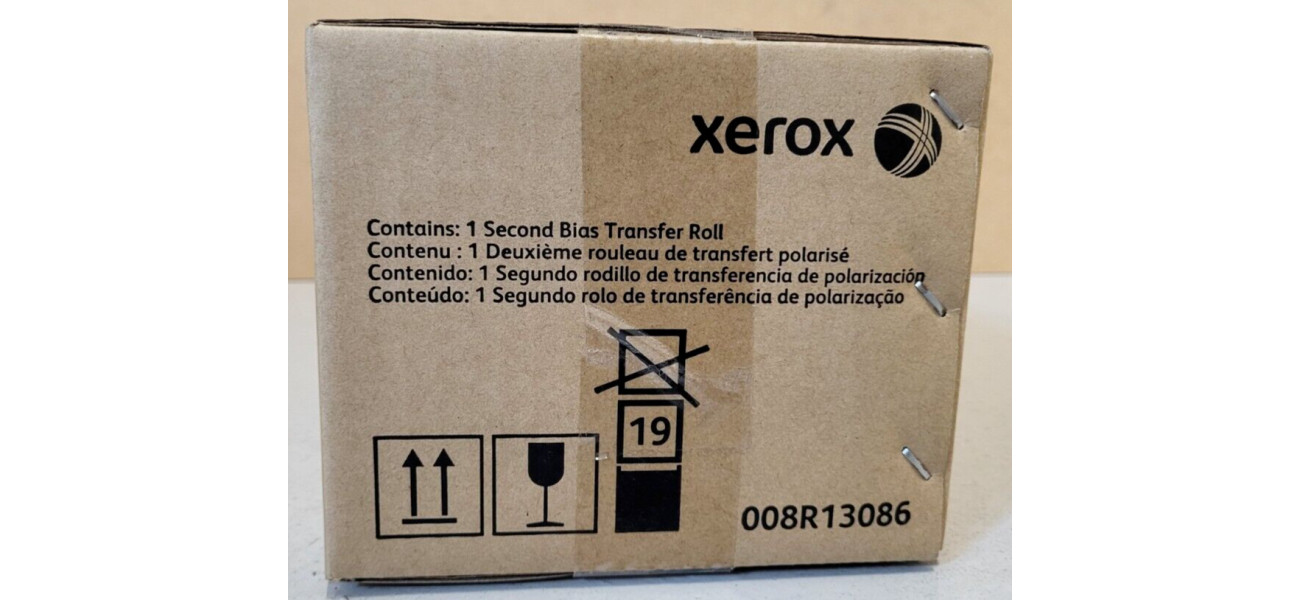 xerox
Contains: 1 Second Bias Transfer Roll
Contenu : 1 Deuxième rouleau de transfert polarisé
Contenido: 1 Segundo rodillo de transferencia de polarización
Conteúdo: 1 Segundo rolo de transferência de polarização
19
008R13086